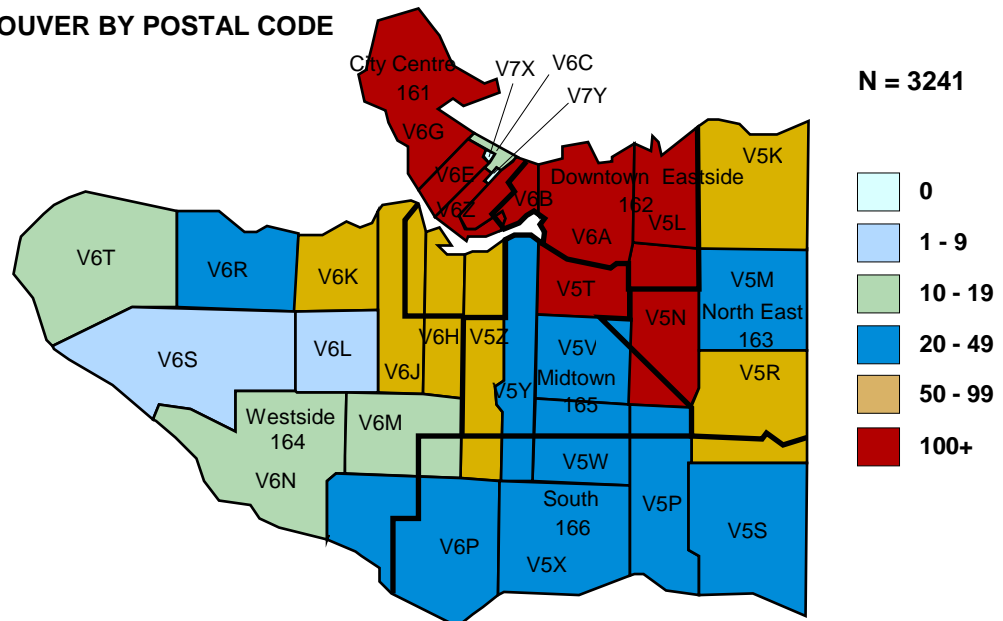 OUVER BY POSTAL CODE
City Centre
161
V7X
V6C
V7Y
N = 3241
V6G
V6E
V6Z
V6B
Downtown Eastside
162
V6A
V5L
V5K
0
1 - 9
10 - 19
20 - 49
50 - 99
100+
V6T
V6R
V6K
V5T
V5M
North East
163
V6S
V6L
V6J
V6H
V5Z
V5Y
V5V
Midtown
165
V5N
V5R
Westside
164
V6M
V6N
V5W
South
166
V6P
V5X
V5P
V5S